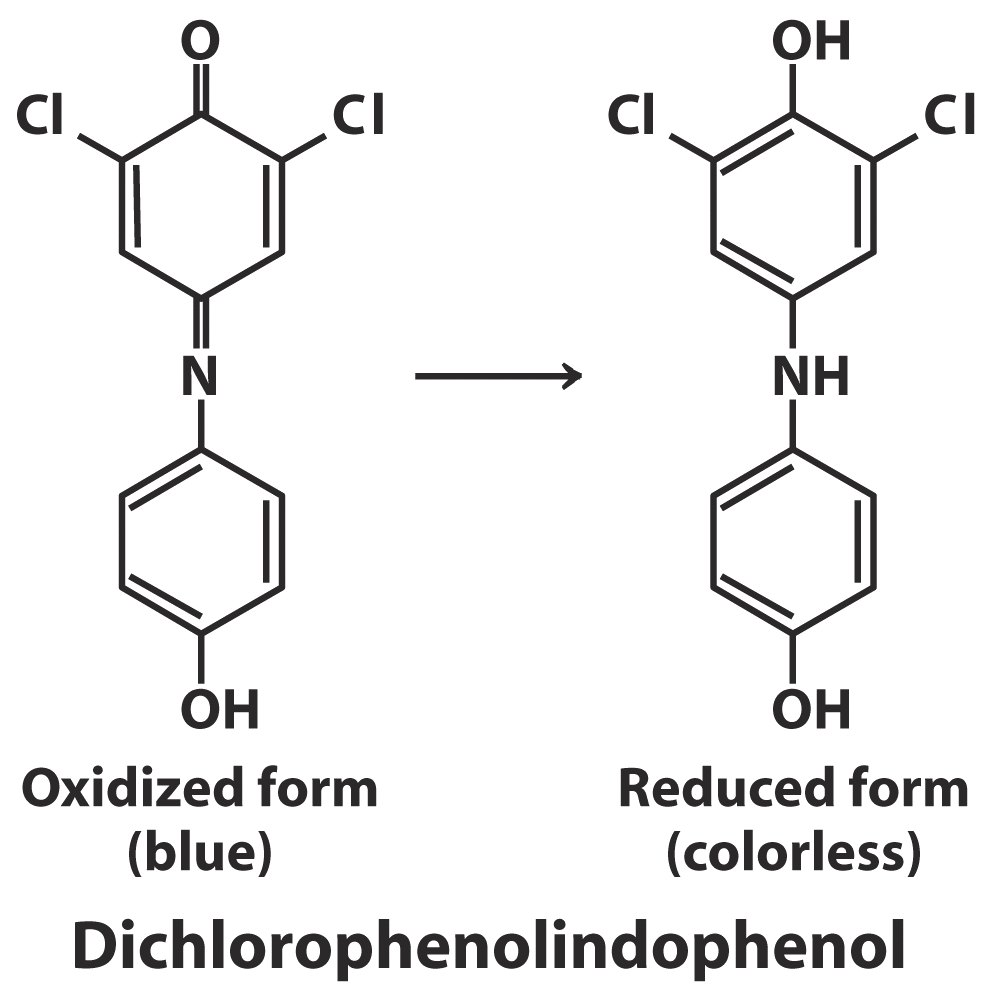 O
Cl
Cl
N
OH
Oxidized form
(blue)
OH
Cl
Cl
NH
OH
Reduced form
(colorless)
Dichlorophenolindophenol